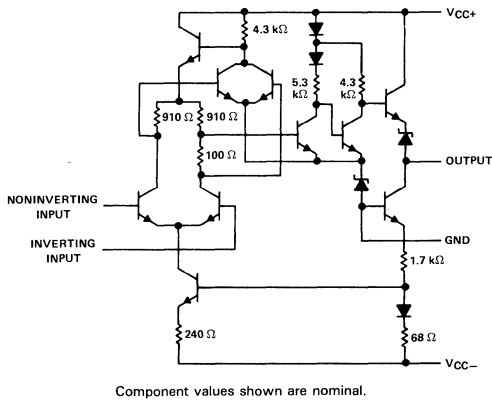 VCC+
4.3 kΩ
5.3
kΩ
4.3
kΩ
910 Ω
910 Ω
100 Ω
OUTPUT
NONINVERTING
INPUT
INVERTING
INPUT
GND
1.7 kΩ
240 Ω
68 Ω
VCC−
Component values shown are nominal.